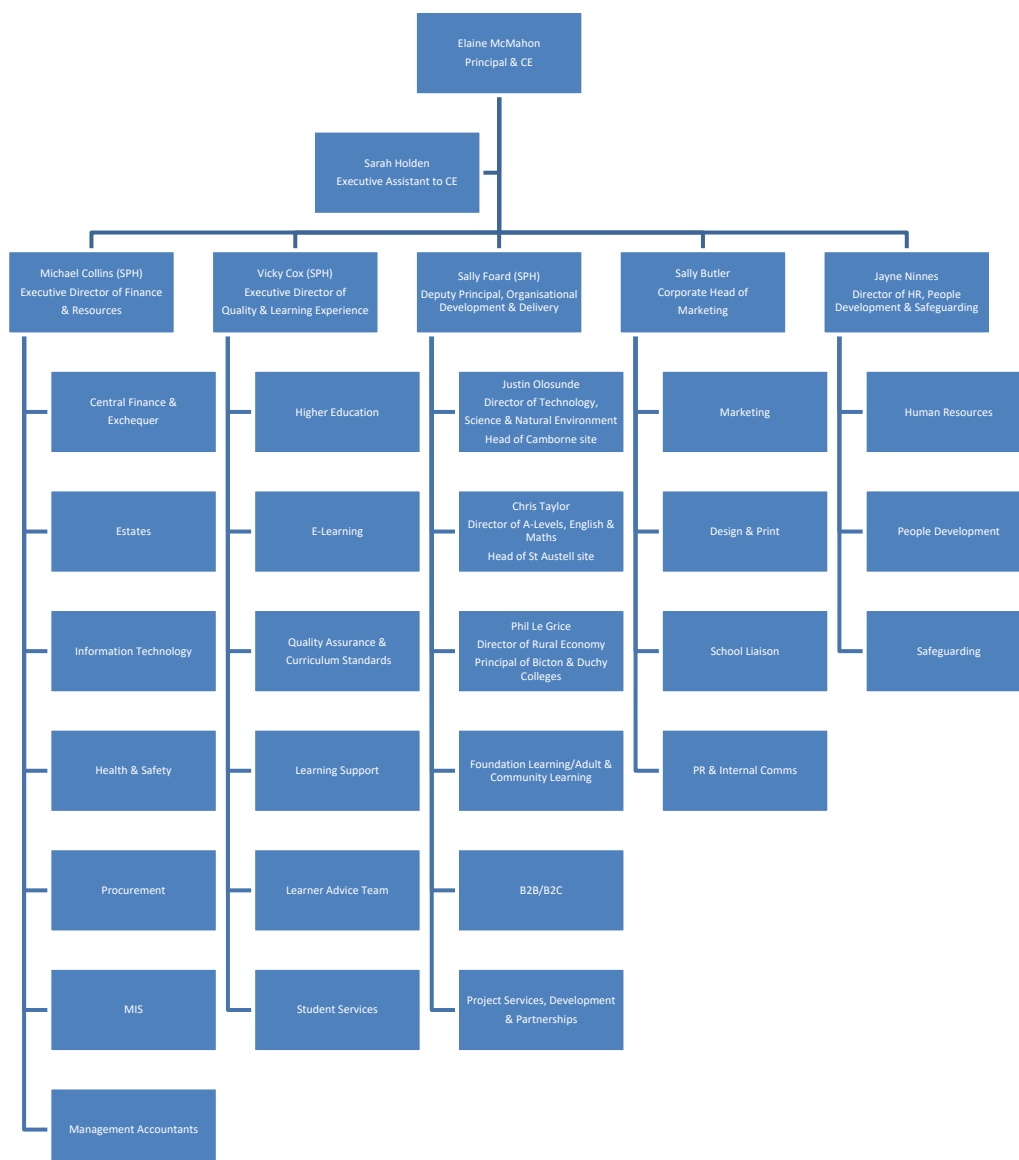 Elaine McMahon
Principal & CE
Sarah Holden
Executive Assistant to CE
Michael Collins (SPH)
Executive Director of Finance
& Resources
Vicky Cox (SPH)
Executive Director of
Quality & Learning Experience
Sally Foard (SPH)
Deputy Principal, Organisational
Development & Delivery
Sally Butler
Corporate Head of
Marketing
Jayne Ninnes
Director of HR, People
Development & Safeguarding
Central Finance &
Exchequer
Estates
Information Technology
Health & Safety
Procurement
MIS
Management Accountants
Higher Education
E-Learning
Quality Assurance &
Curriculum Standards
Learning Support
Learner Advice Team
Student Services
Justin Olosunde
Director of Technology,
Science & Natural Environment
Head of Camborne site
Chris Taylor
Director of A-Levels, English &
Maths
Head of St Austell site
Phil Le Grice
Director of Rural Economy
Principal of Bicton & Duchy
Colleges
Foundation Learning/Adult &
Community Learning
B2B/B2C
Project Services, Development
& Partnerships
Marketing
Design & Print
School Liaison
PR & Internal Comms
Human Resources
People Development
Safeguarding